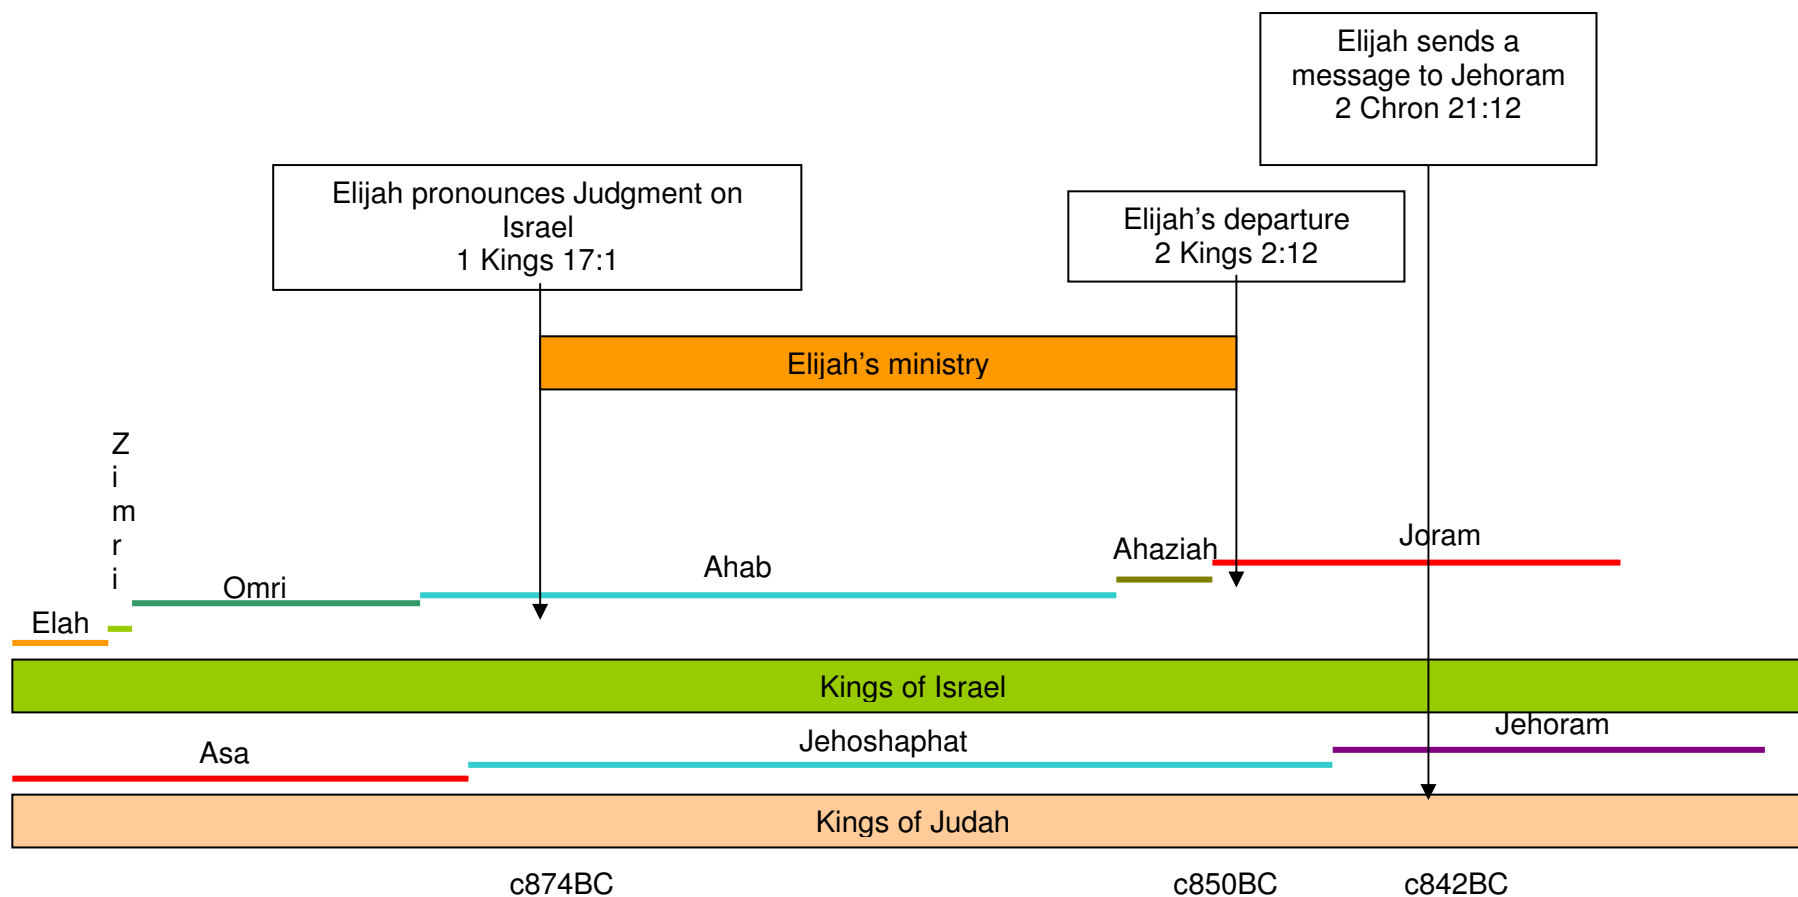 Elijah sends a
message to Jehoram
2 Chron 21:12
Elijah pronounces Judgment on
Israel
1 Kings 17:1
Elijah’s departure
2 Kings 2:12
Elijah’s ministry
Z
i
m
r
i
Elah
Omri
Ahab
Ahaziah
Joram
Kings of Israel
Asa
Jehoshaphat
Jehoram
Kings of Judah
c874BC
c850BC
c842BC